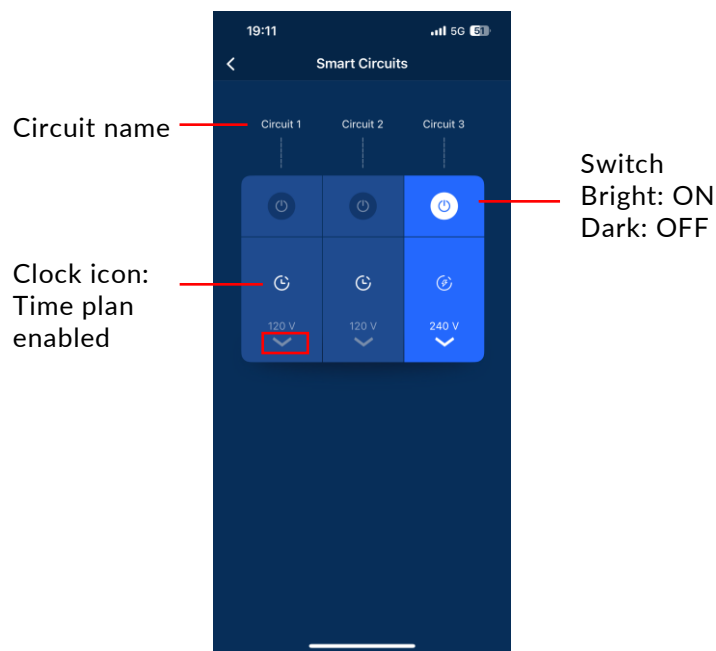 19:11
5G 51
Smart Circuits
Circuit name
Circuit 1 Circuit 2 Circuit 3
Switch
Bright: ON
Dark: OFF
Clock icon:
Time plan
enabled
120 V 120 V 240 V